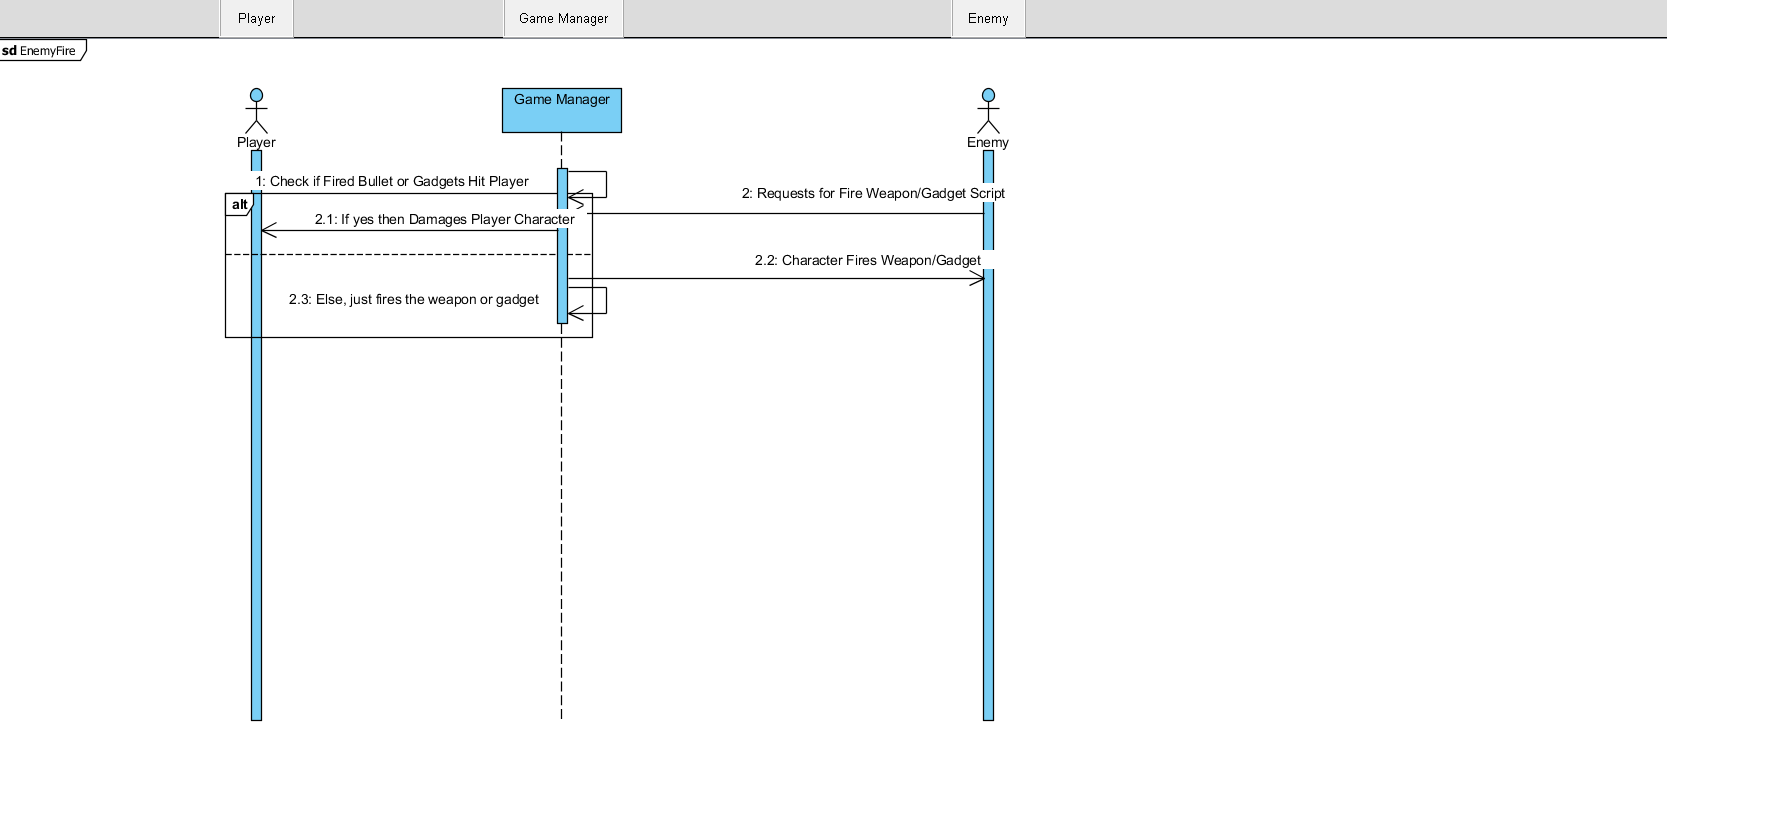 Player
Game Manager
Enemy
sd EnemyFire
Game Manager
Player
Enemy
1: Check if Fired Bullet or Gadgets Hit Player
2: Requests for Fire Weapon/Gadget Script
alt
2.1: If yes then Damages Player Character
2.2: Character Fires Weapon/Gadget
2.3: Else, just fires the weapon or gadget